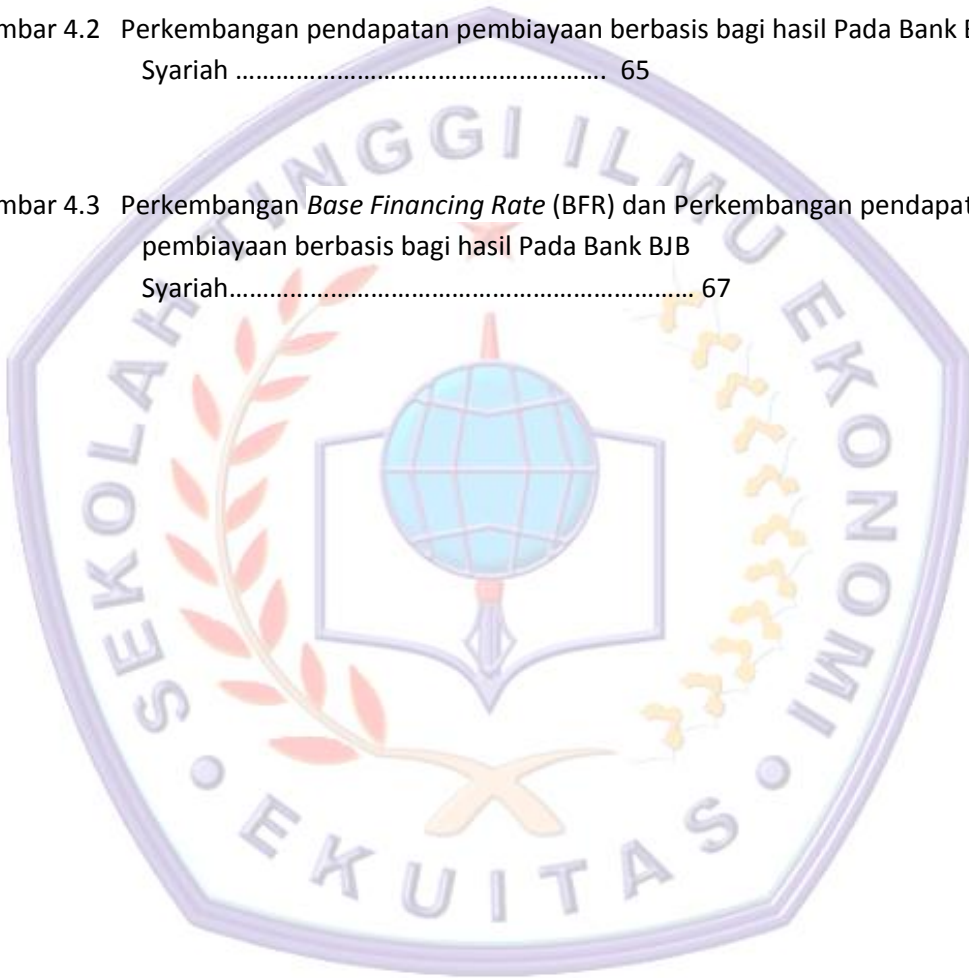 mbar 4.2 Perkembangan pendapatan pembiayaan berbasis bagi hasil Pada Bank B
Syariah ……………………………………………….. 65
mbar 4.3 Perkembangan Base Financing Rate (BFR) dan Perkembangan pendapat
pembiayaan berbasis bagi hasil Pada Bank BJB
Syariah…………………………………………………………… 67
SEKOLAH TINGGI ILMU EKONOMI
• EKUITAS •